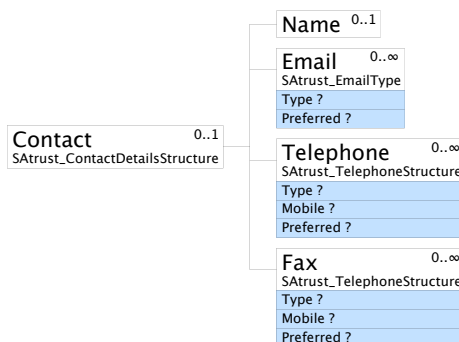 Name 0..1
Email 0..∞
SAtrust_EmailType
Type ?
Preferred ?
Contact 0..1
SAtrust_ContactDetailsStructure
Telephone 0..∞
SAtrust_TelephoneStructure
Type ?
Mobile ?
Preferred ?
Fax 0..∞
SAtrust_TelephoneStructure
Type ?
Mobile ?
Preferred ?